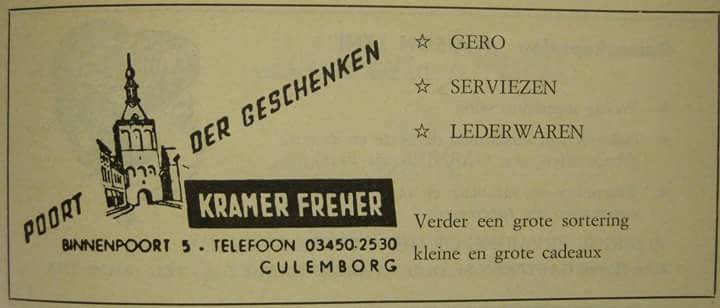 POORT DER GESCHENKEN
KRAMER FREHER
BINNENPOORT 5 - TELEFOON 03450-2530
CULEMBORG
☆ GERO
☆ SERVIEZEN
☆ LEDERWAREN
Verder een grote sortering
kleine en grote cadeaux